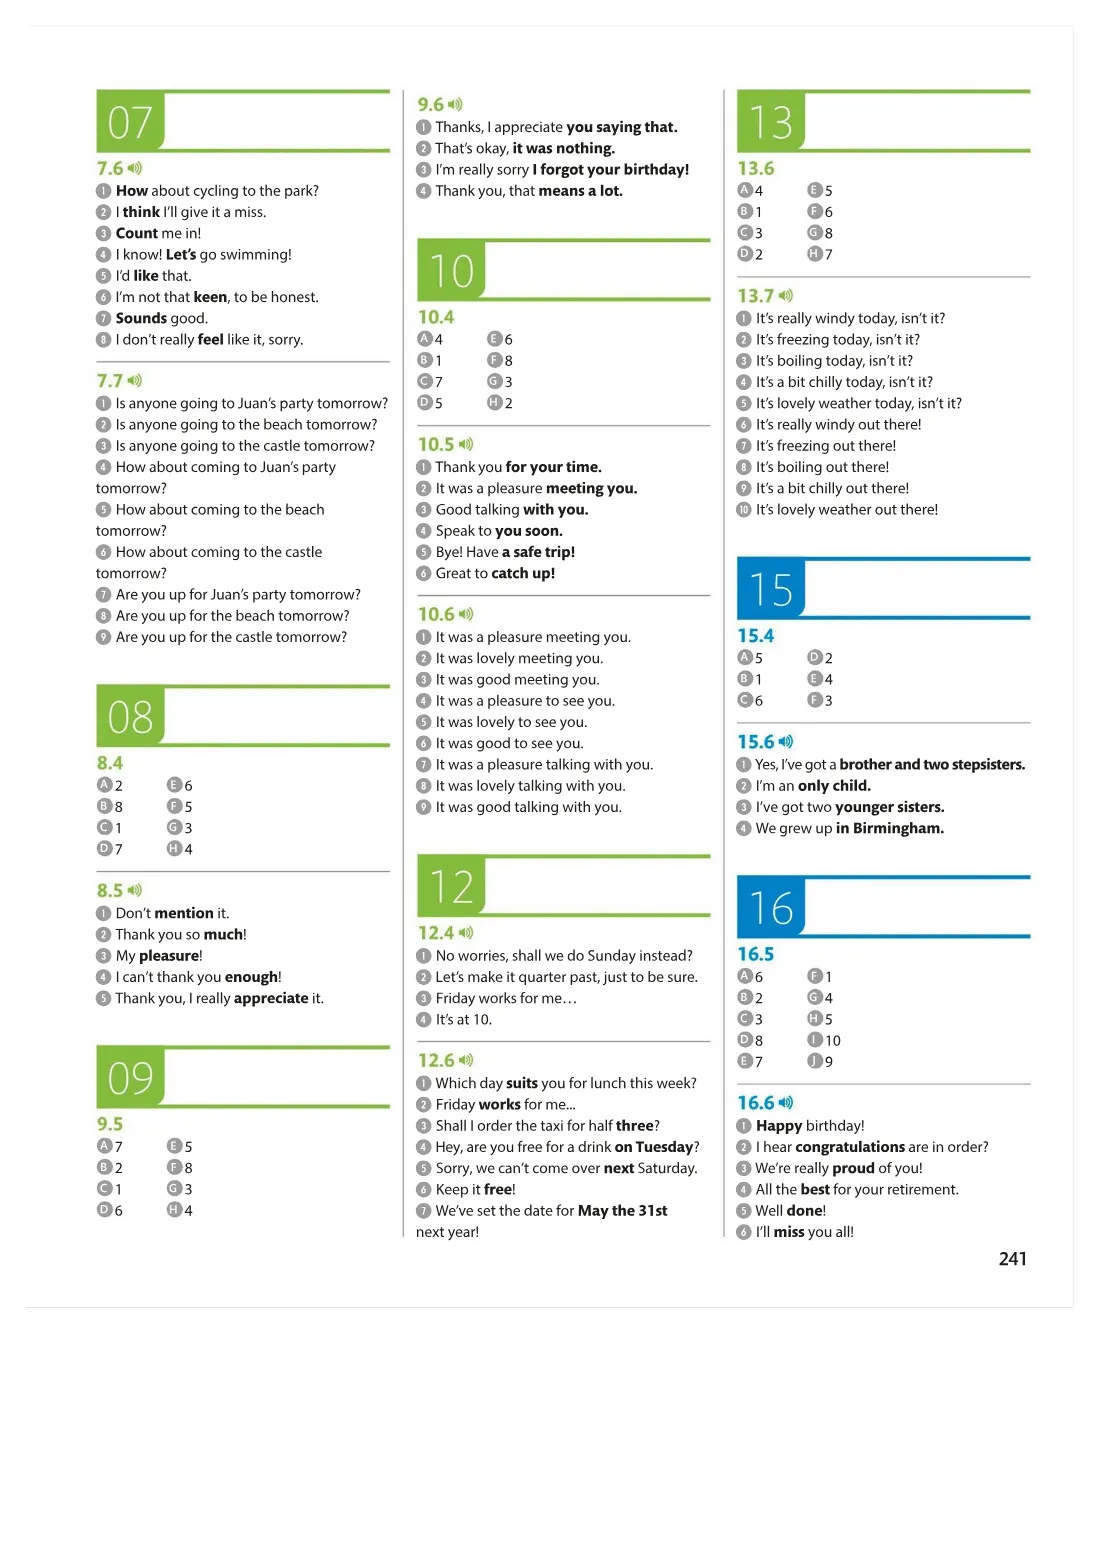 07
7.6
1 How about cycling to the park?
2 I think I'll give it a miss.
3 Count me in!
4 I know! Let's go swimming!
5 I'd like that.
6 I'm not that keen, to be honest.
7 Sounds good.
8 I don't really feel like it, sorry.
7.7
1 Is anyone going to Juan's party tomorrow?
2 Is anyone going to the beach tomorrow?
3 Is anyone going to the castle tomorrow?
4 How about coming to Juan's party
tomorrow?
5 How about coming to the beach
tomorrow?
6 How about coming to the castle
tomorrow?
7 Are you up for Juan's party tomorrow?
8 Are you up for the beach tomorrow?
9 Are you up for the castle tomorrow?
08
8.4
A 2 E 6
B 8 F 5
C 1 G 3
D 7 H 4
8.5
1 Don't mention it.
2 Thank you so much!
3 My pleasure!
4 I can't thank you enough!
5 Thank you, I really appreciate it.
09
9.5
A 7 E 5
B 2 F 8
C 1 G 3
D 6 H 4
9.6
1 Thanks, I appreciate you saying that.
2 That's okay, it was nothing.
3 I'm really sorry I forgot your birthday!
4 Thank you, that means a lot.
10
10.4
A 4 E 6
B 1 F 8
C 7 G 3
D 5 H 2
10.5
1 Thank you for your time.
2 It was a pleasure meeting you.
3 Good talking with you.
4 Speak to you soon.
5 Bye! Have a safe trip!
6 Great to catch up!
10.6
1 It was a pleasure meeting you.
2 It was lovely meeting you.
3 It was good meeting you.
4 It was a pleasure to see you.
5 It was lovely to see you.
6 It was good to see you.
7 It was a pleasure talking with you.
8 It was lovely talking with you.
9 It was good talking with you.
12
12.4
1 No worries, shall we do Sunday instead?
2 Let's make it quarter past, just to be sure.
3 Friday works for me…
4 It's at 10.
12.6
1 Which day suits you for lunch this week?
2 Friday works for me...
3 Shall I order the taxi for half three?
4 Hey, are you free for a drink on Tuesday?
5 Sorry, we can't come over next Saturday.
6 Keep it free!
7 We've set the date for May the 31st
next year!
13
13.6
A 4 E 5
B 1 F 6
C 3 G 8
D 2 H 7
13.7
1 It's really windy today, isn't it?
2 It's freezing today, isn't it?
3 It's boiling today, isn't it?
4 It's a bit chilly today, isn't it?
5 It's lovely weather today, isn't it?
6 It's really windy out there!
7 It's freezing out there!
8 It's boiling out there!
9 It's a bit chilly out there!
10 It's lovely weather out there!
15
15.4
A 5 D 2
B 1 E 4
C 6 F 3
15.6
1 Yes, I've got a brother and two stepsisters.
2 I'm an only child.
3 I've got two younger sisters.
4 We grew up in Birmingham.
16
16.5
A 6 F 1
B 2 G 4
C 3 H 5
D 8 I 10
E 7 J 9
16.6
1 Happy birthday!
2 I hear congratulations are in order?
3 We're really proud of you!
4 All the best for your retirement.
5 Well done!
6 I'll miss you all!
241